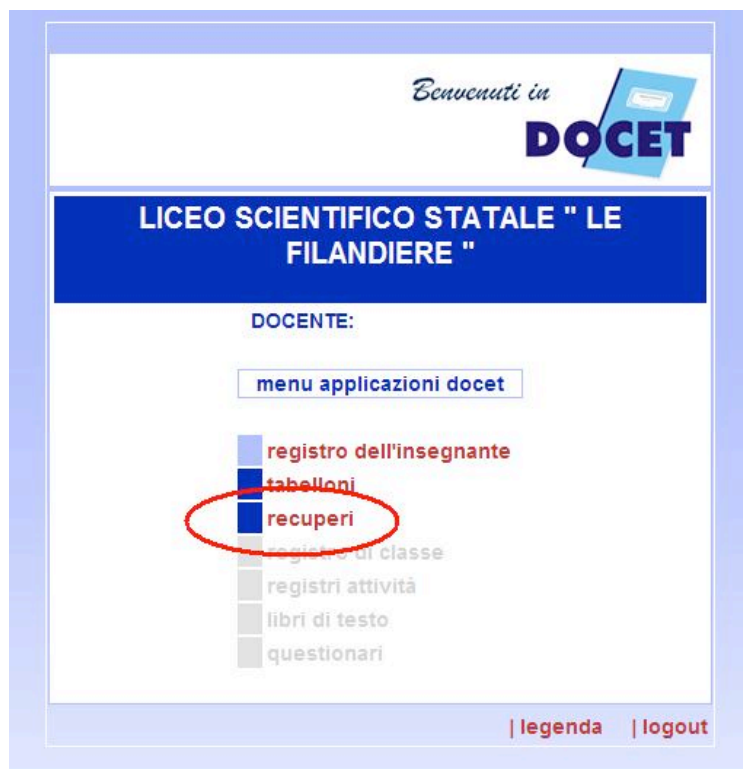 Benvenuti in
DOCET
LICEO SCIENTIFICO STATALE " LE
FILANDIERE "
DOCENTE:
menu applicazioni docet
registro dell'insegnante
tabelloni
recuperi
registro di classe
registri attività
libri di testo
questionari
| legenda | logout